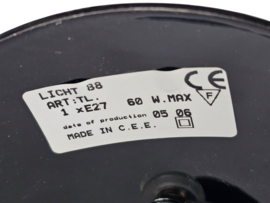 LICHT 88
ART:TL.
1 xE27 60 W.MAX
date of production 05 06
MADE IN C.E.E.
CE
F